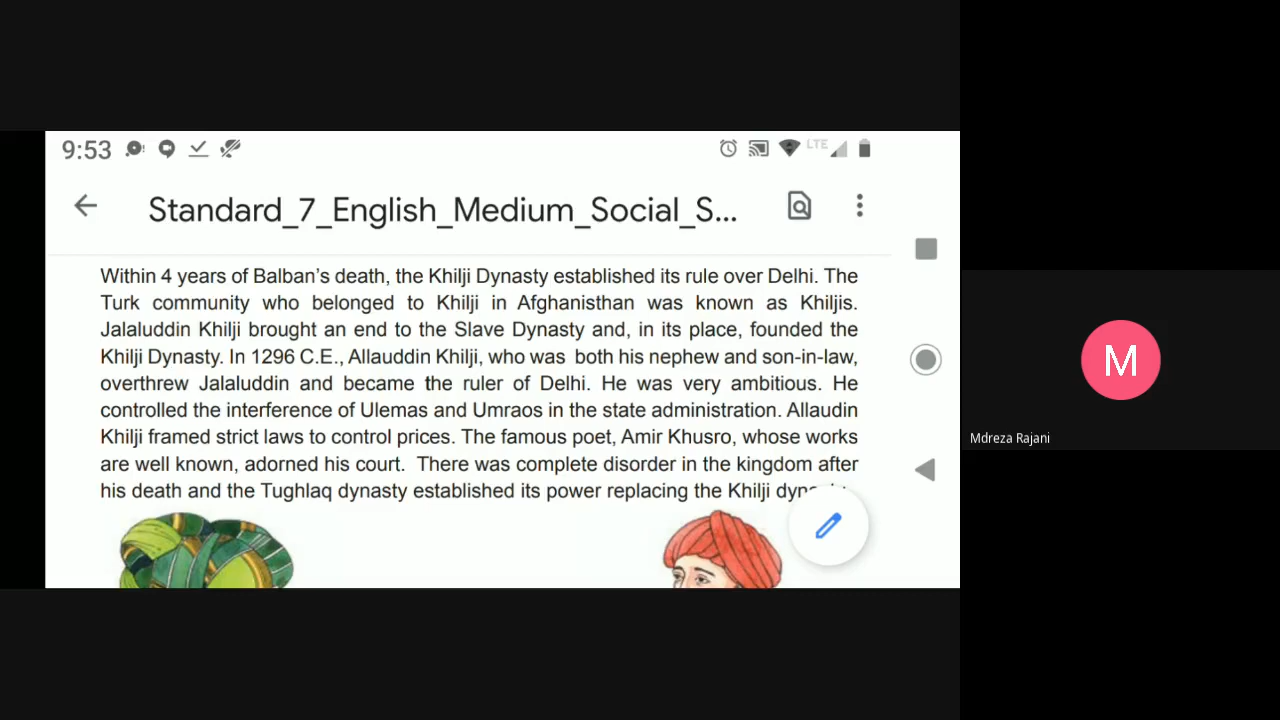 9:53
LTE
Standard_7_English_Medium_Social_S...
Within 4 years of Balban's death, the Khilji Dynasty established its rule over Delhi. The
Turk community who belonged to Khilji in Afghanisthan was known as Khiljis.
Jalaluddin Khilji brought an end to the Slave Dynasty and, in its place, founded the
Khilji Dynasty. In 1296 C.E., Allauddin Khilji, who was both his nephew and son-in-law,
overthrew Jalaluddin and became the ruler of Delhi. He was very ambitious. He
controlled the interference of Ulemas and Umraos in the state administration. Allaudin
Khilji framed strict laws to control prices. The famous poet, Amir Khusro, whose works
are well known, adorned his court. There was complete disorder in the kingdom after
his death and the Tughlaq dynasty established its power replacing the Khilji
M
Mdreza Rajani